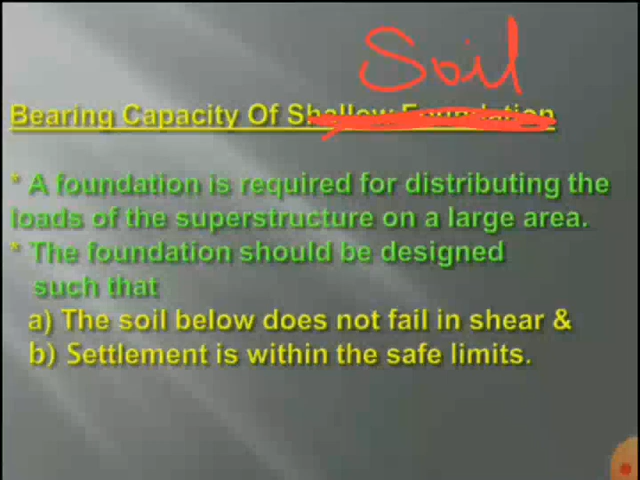 Soil
Bearing Capacity Of Shallow Foundation
* A foundation is required for distributing the
loads of the superstructure on a large area.
* The foundation should be designed
such that
a) The soil below does not fail in shear &
b) Settlement is within the safe limits.